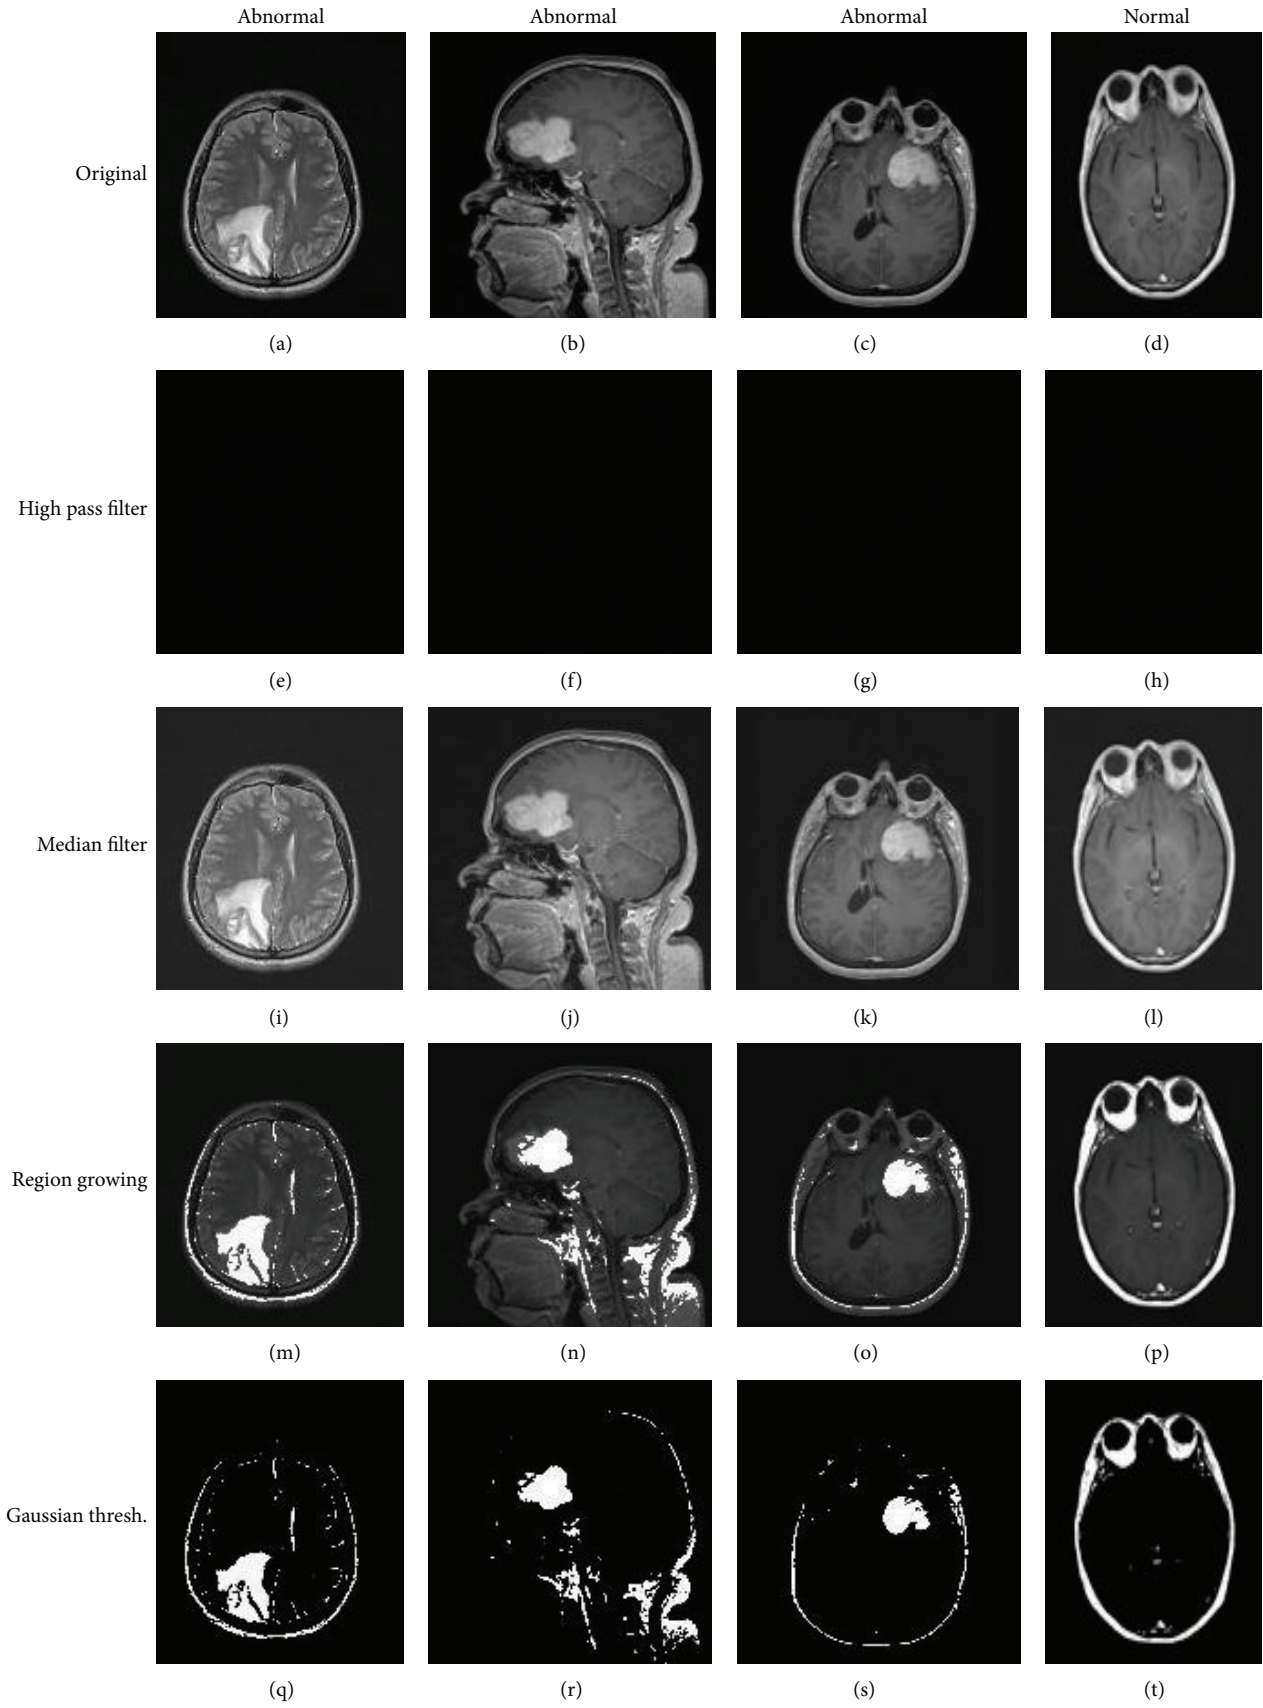 Abnormal Abnormal Abnormal Normal
Original
(a) (b) (c) (d)
High pass filter
(e) (f) (g) (h)
Median filter
(i) (j) (k) (l)
Region growing
(m) (n) (o) (p)
Gaussian thresh.
(q) (r) (s) (t)